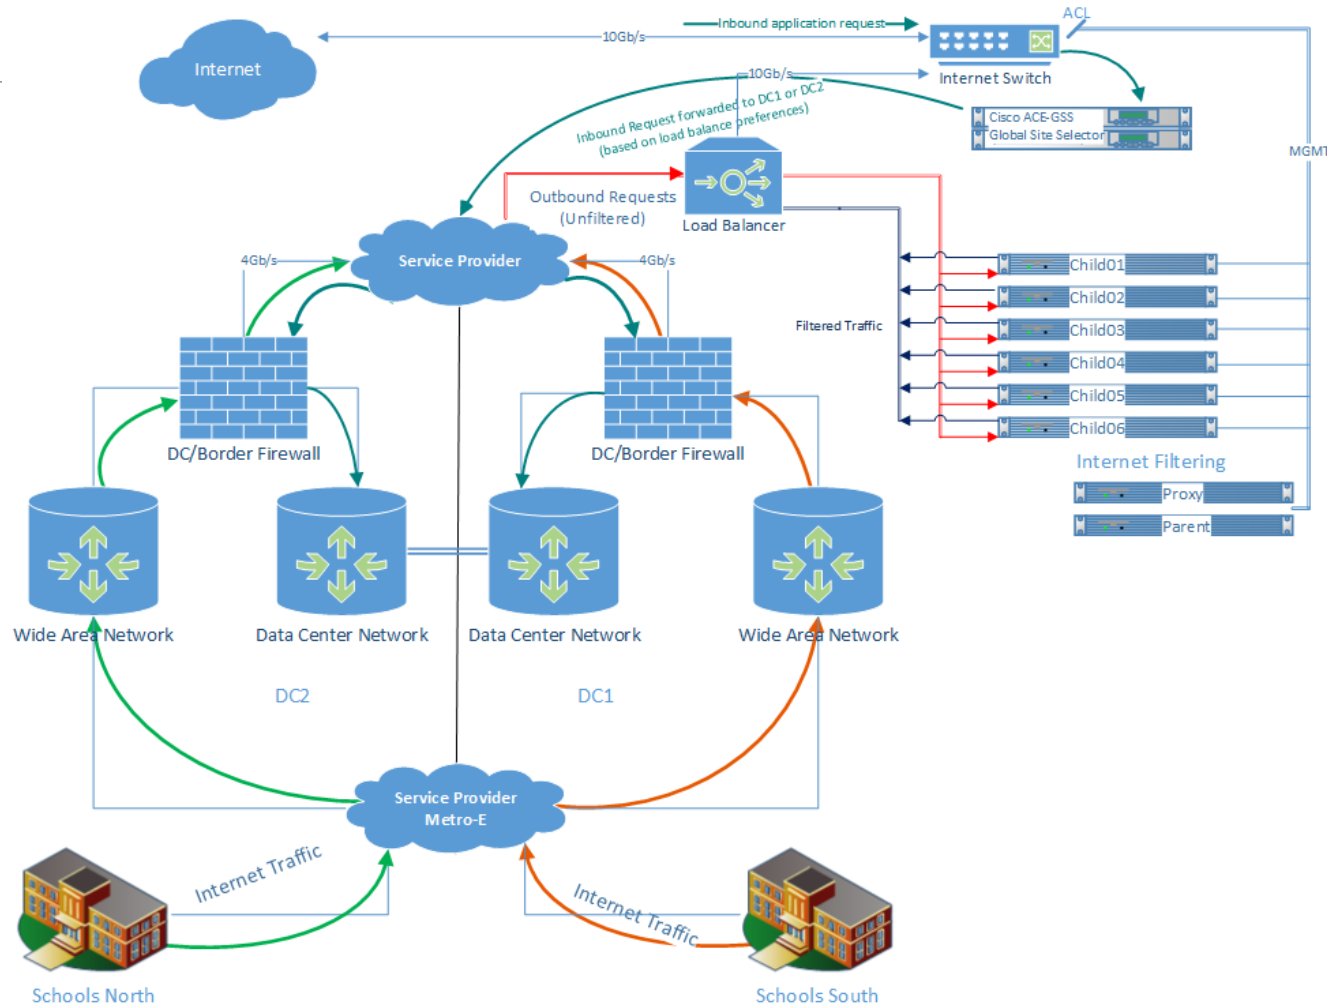 Inbound application request
ACL
10Gb/s
Internet
10Gb/s
Internet Switch
Inbound Request forwarded to DC1 or DC2
(based on load balance preferences)
Cisco ACE-GSS
Global Site Selector
MGMT
Outbound Requests
(Unfiltered)
Load Balancer
4Gb/s
Service Provider
4Gb/s
Child01
Child02
Filtered Traffic
Child03
Child04
Child05
Child06
DC/Border Firewall
DC/Border Firewall
Internet Filtering
Proxy
Parent
Wide Area Network
Data Center Network
Data Center Network
Wide Area Network
DC2
DC1
Service Provider
Metro-E
Internet Traffic
Internet Traffic
Schools North
Schools South